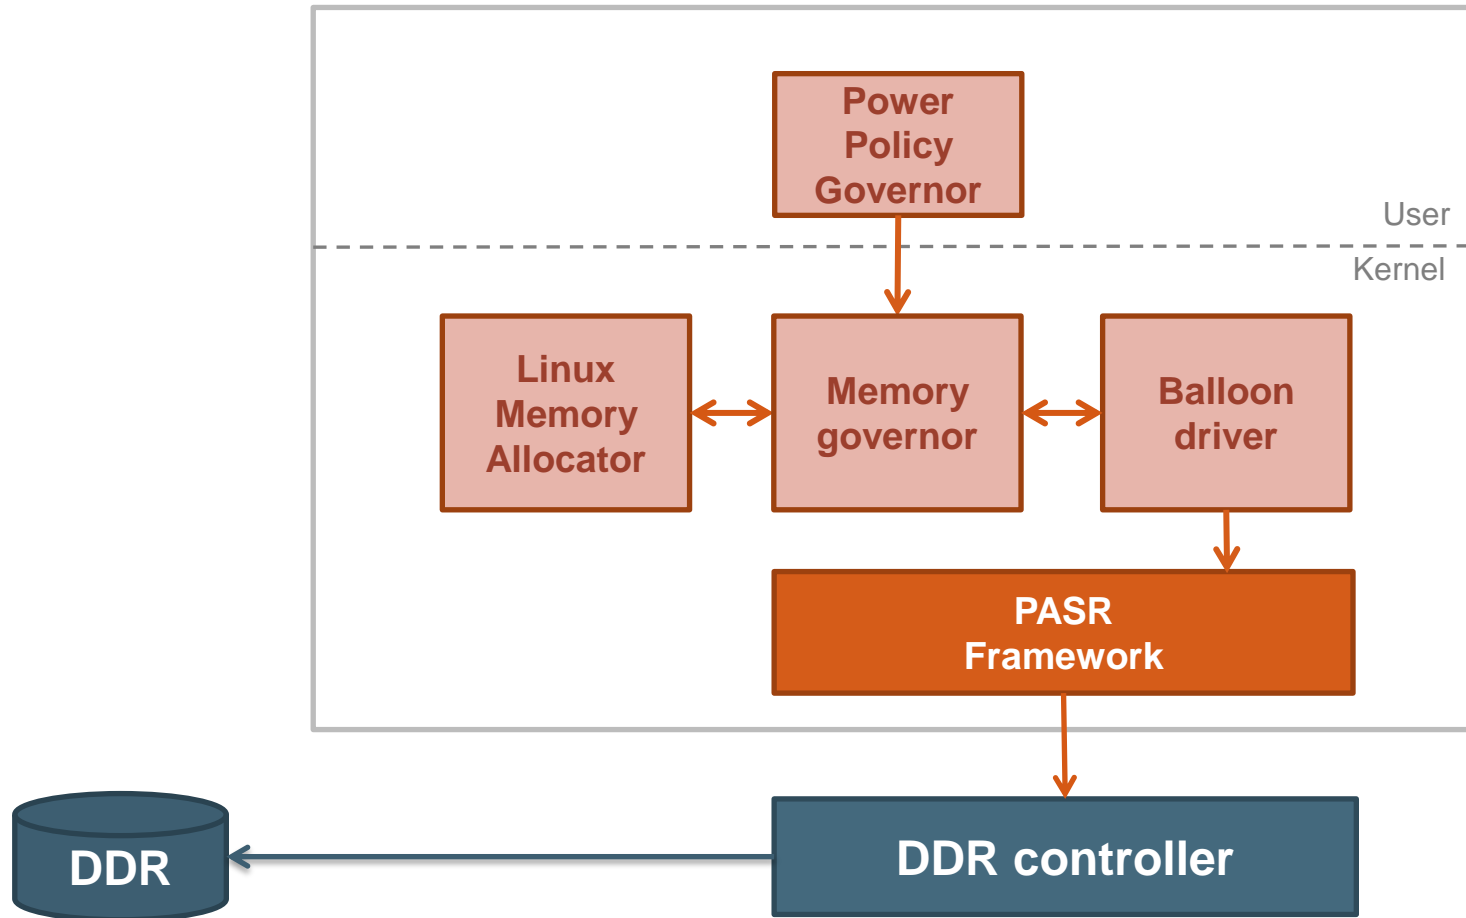 Power
Policy
Governor
User
Kernel
Linux
Memory
Allocator
Memory
governor
Balloon
driver
PASR
Framework
DDR
DDR controller